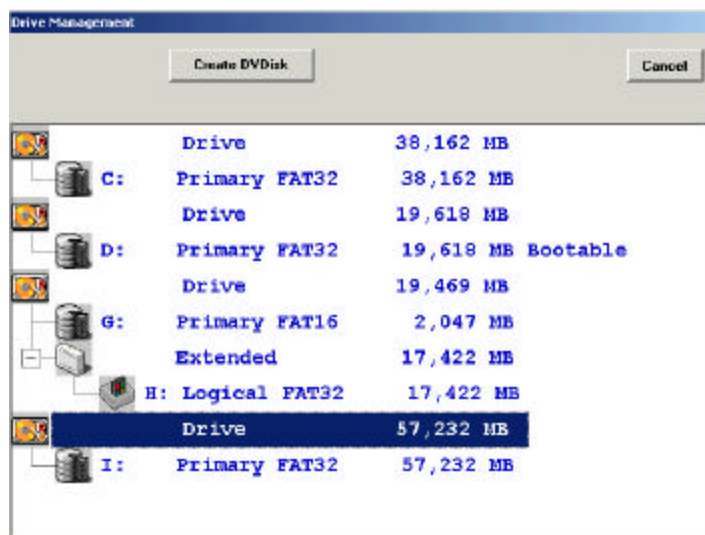 Drive Management
Create DVDisk
Cancel
Drive 38,162 MB
C: Primary FAT32 38,162 MB
Drive 19,618 MB
D: Primary FAT32 19,618 MB Bootable
Drive 19,469 MB
G: Primary FAT16 2,047 MB
Extended 17,422 MB
H: Logical FAT32 17,422 MB
Drive 57,232 MB
I: Primary FAT32 57,232 MB